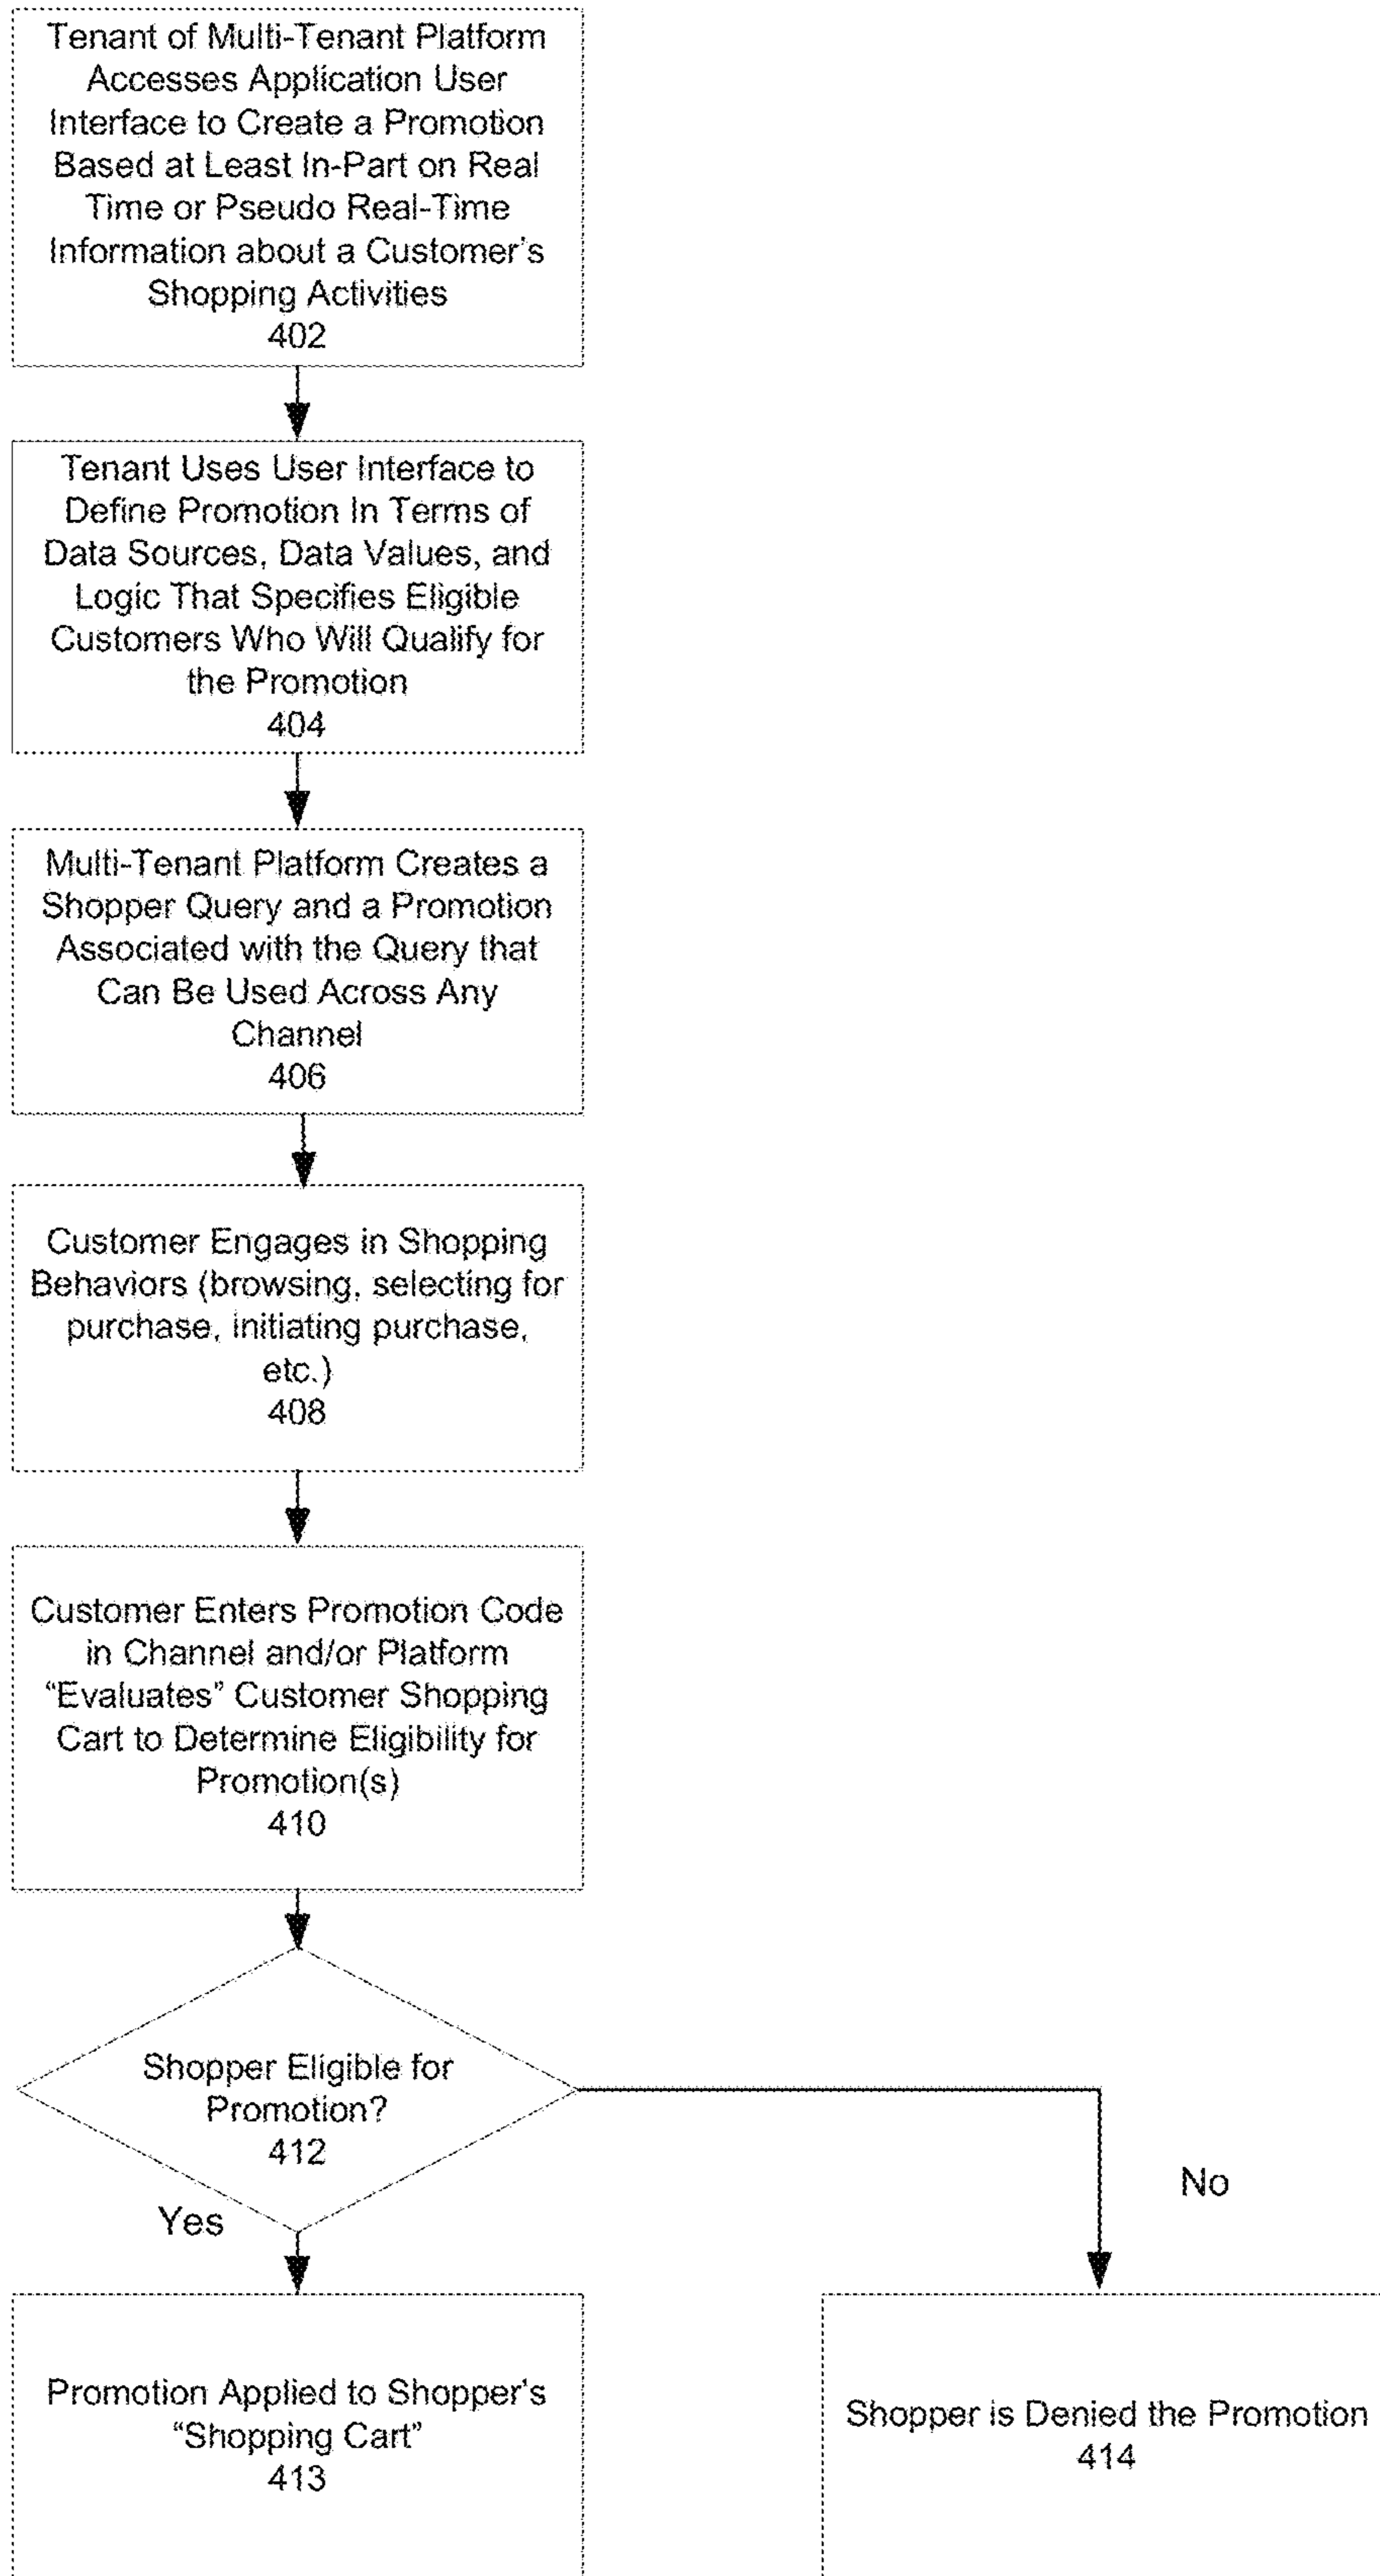 Tenant of Multi-Tenant Platform
Accesses Application User
Interface to Create a Promotion
Based at Least In-Part on Real
Time or Pseudo Real-Time
Information about a Customer's
Shopping Activities
402
Tenant Uses User Interface to
Define Promotion In Terms of
Data Sources, Data Values, and
Logic That Specifies Eligible
Customers Who Will Qualify for
the Promotion
404
Multi-Tenant Platform Creates a
Shopper Query and a Promotion
Associated with the Query that
Can Be Used Across Any
Channel
406
Customer Engages in Shopping
Behaviors (browsing, selecting for
purchase, initiating purchase,
etc.)
408
Customer Enters Promotion Code
in Channel and/or Platform
“Evaluates” Customer Shopping
Cart to Determine Eligibility for
Promotion(s)
410
Shopper Eligible for
Promotion?
412
No
Yes
Promotion Applied to Shopper's
“Shopping Cart”
413
Shopper is Denied the Promotion
414